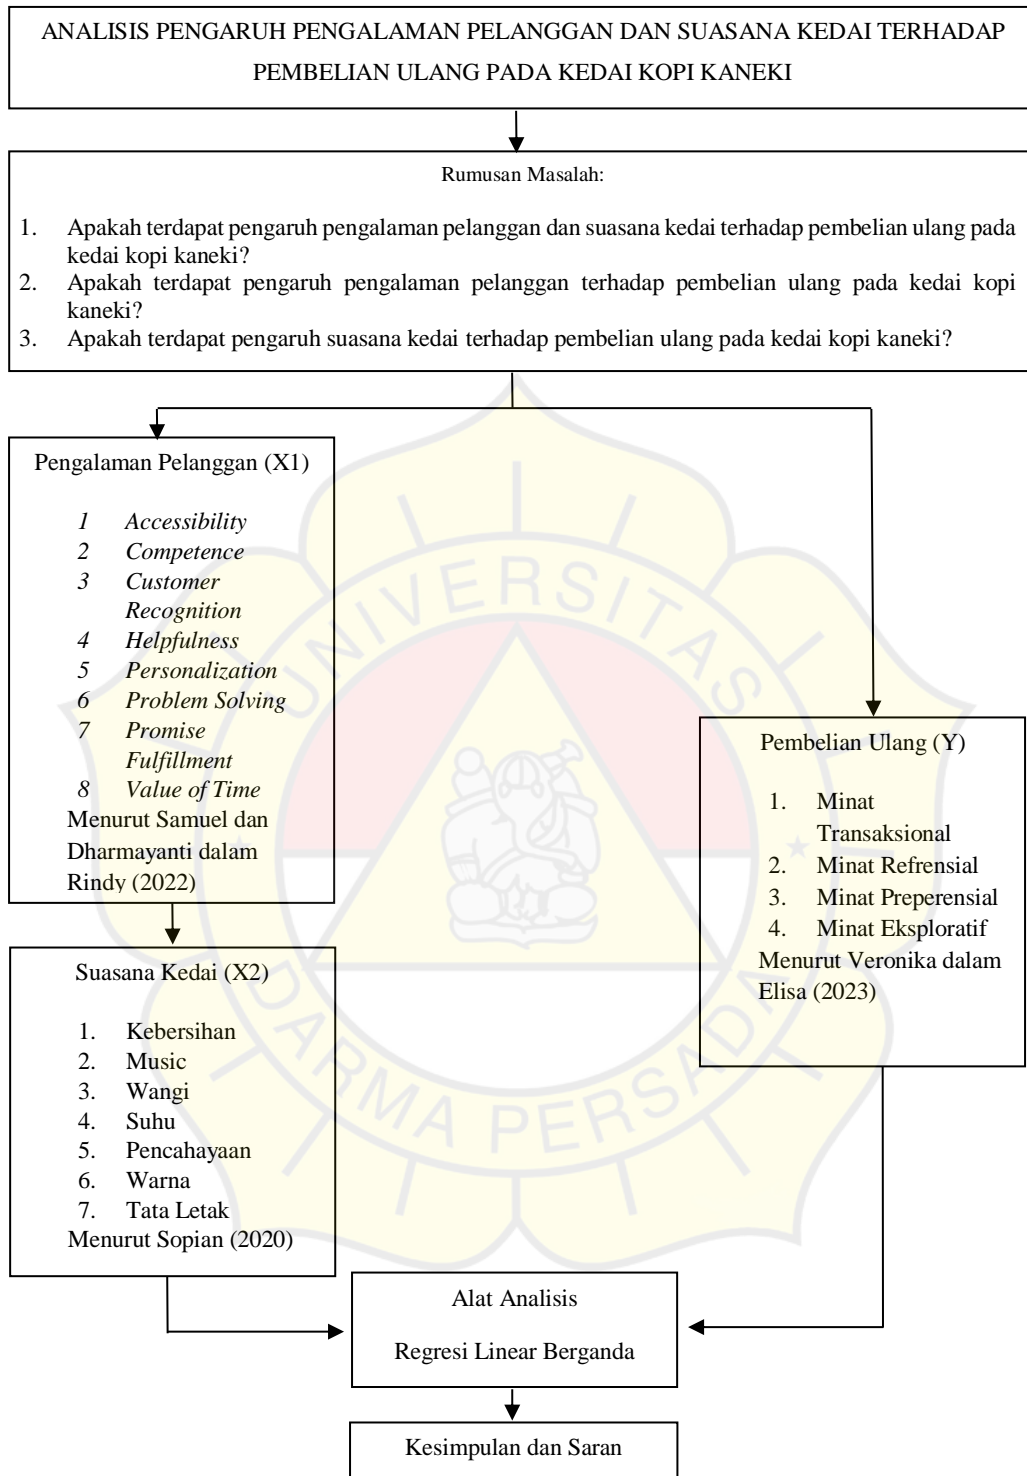 ANALISIS PENGARUH PENGALAMAN PELANGGAN DAN SUASANA KEDAI TERHADAP
PEMBELIAN ULANG PADA KEDAI KOPI KANEKI
Rumusan Masalah:
1. Apakah terdapat pengaruh pengalaman pelanggan dan suasana kedai terhadap pembelian ulang pada
kedai kopi kaneki?
2. Apakah terdapat pengaruh pengalaman pelanggan terhadap pembelian ulang pada kedai kopi
kaneki?
3. Apakah terdapat pengaruh suasana kedai terhadap pembelian ulang pada kedai kopi kaneki?
Pengalaman Pelanggan (X1)
1 Accessibility
2 Competence
3 Customer
Recognition
4 Helpfulness
5 Personalization
6 Problem Solving
7 Promise
Fulfillment
8 Value of Time
Menurut Samuel dan
Dharmayanti dalam
Rindy (2022)
Suasana Kedai (X2)
1. Kebersihan
2. Music
3. Wangi
4. Suhu
5. Pencahayaan
6. Warna
7. Tata Letak
Menurut Sopian (2020)
Pembelian Ulang (Y)
1. Minat
Transaksional
2. Minat Refrensial
3. Minat Preperensial
4. Minat Eksploratif
Menurut Veronika dalam
Elisa (2023)
Alat Analisis
Regresi Linear Berganda
Kesimpulan dan Saran
UNIVERSITAS
DARMA PERSADA